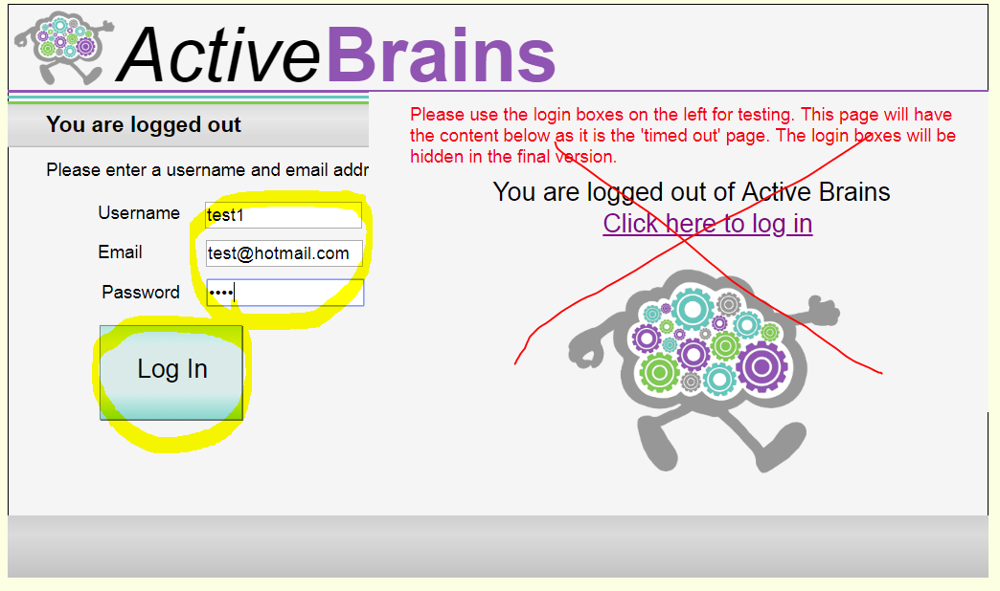 ActiveBrains
You are logged out
Please enter a username and email addr
Username test1
Email test@hotmail.com
Password ••••
Log In
Please use the login boxes on the left for testing. This page will have
the content below as it is the 'timed out' page. The login boxes will be
hidden in the final version.
You are logged out of Active Brains
Click here to log in